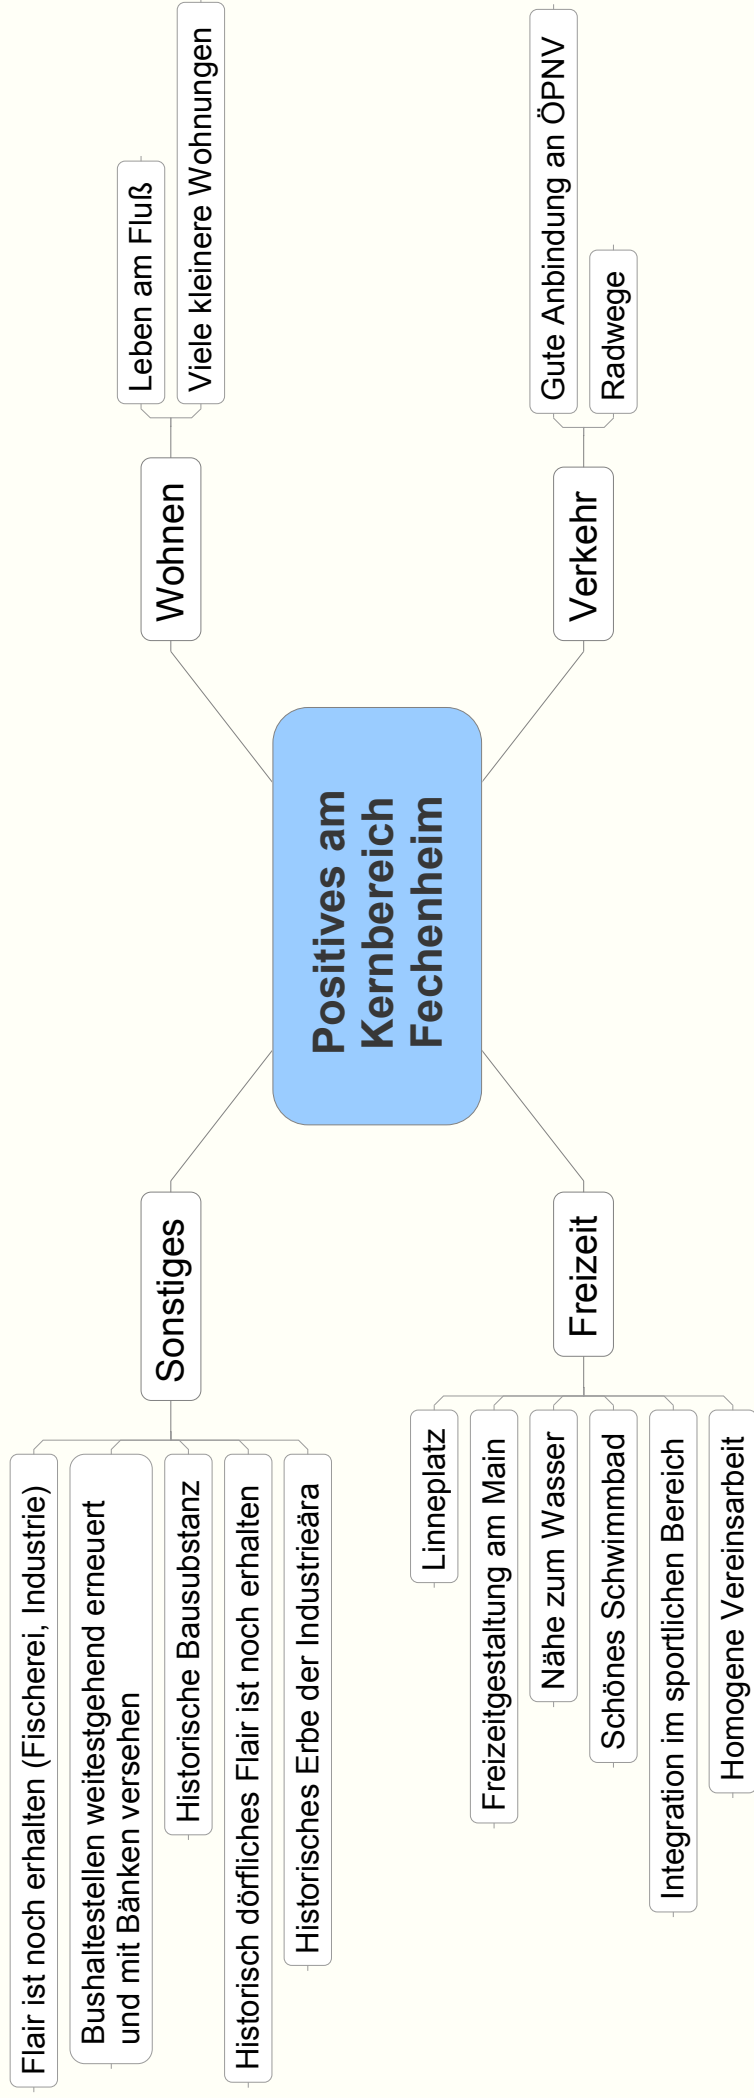 Positives am
Kernbereich
Fechenheim
Wohnen
Leben am Fluß
Viele kleinere Wohnungen
Verkehr
Gute Anbindung an ÖPNV
Radwege
Freizeit
Linneplatz
Freizeitgestaltung am Main
Nähe zum Wasser
Schönes Schwimmbad
Integration im sportlichen Bereich
Homogene Vereinsarbeit
Sonstiges
Flair ist noch erhalten (Fischerei, Industrie)
Bushaltestellen weitestgehend erneuert
und mit Bänken versehen
Historische Bausubstanz
Historisch dörfliches Flair ist noch erhalten
Historisches Erbe der Industrieära